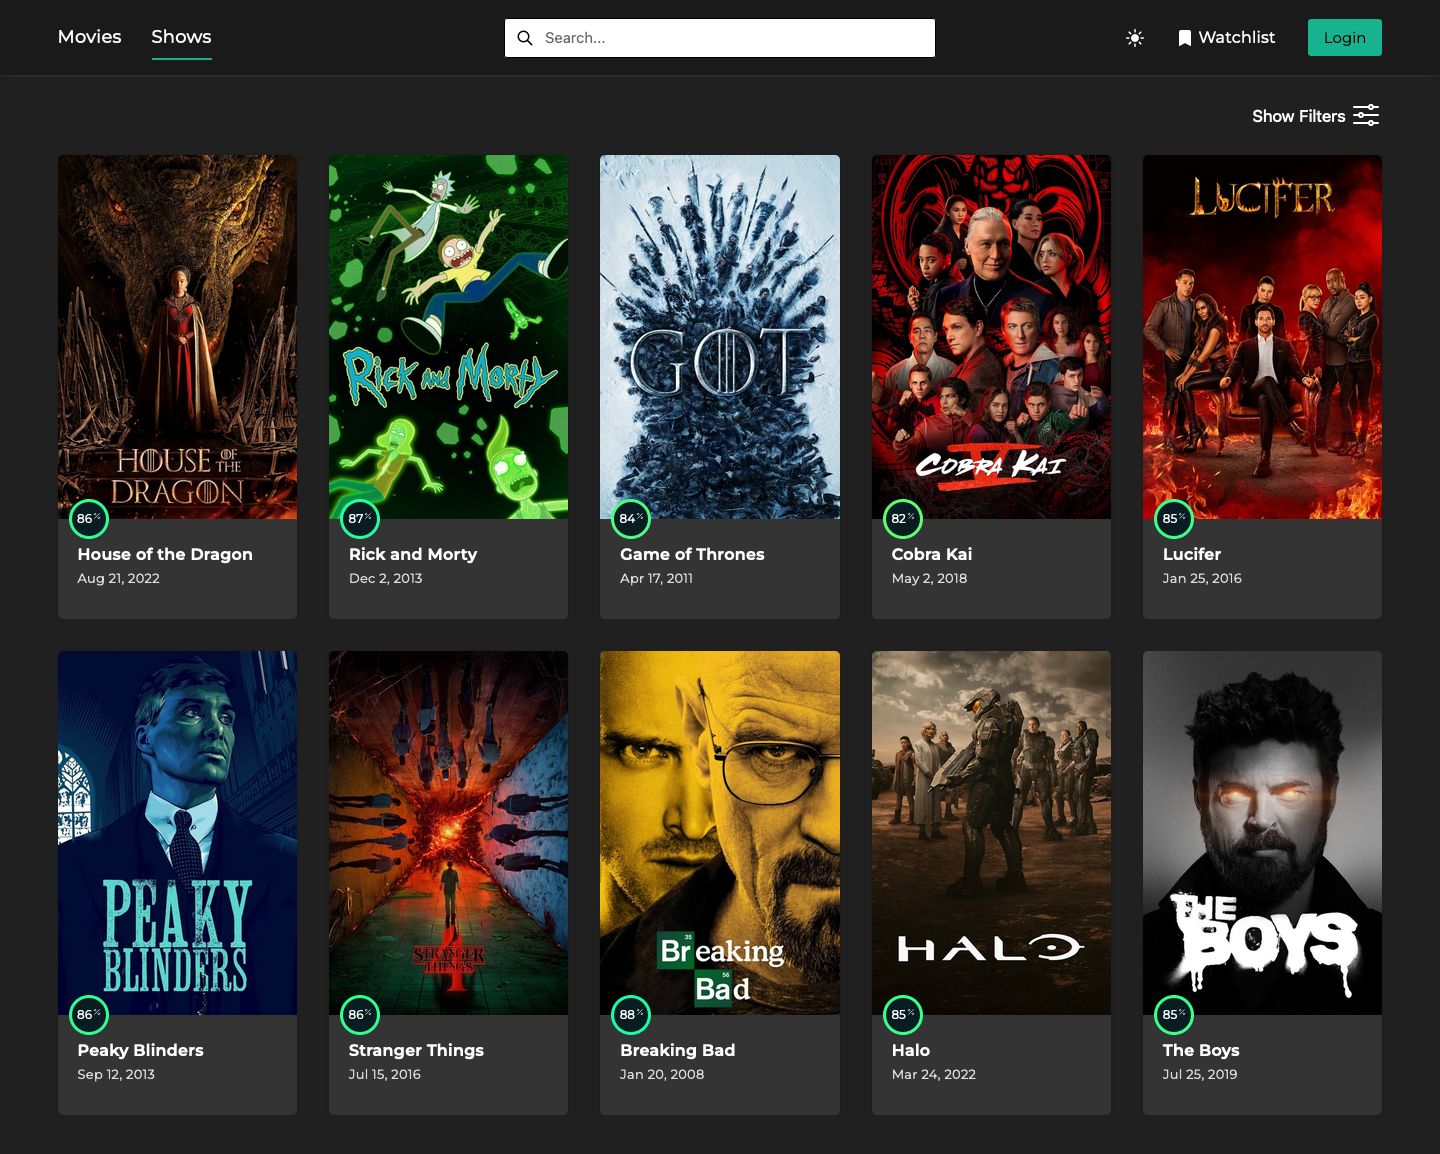 Movies
Shows
Search...
Watchlist
Login
Show Filters
HOUSE OF THE
DRAGON
86%
House of the Dragon
Aug 21, 2022
RICK AND MORTY
87%
Rick and Morty
Dec 2, 2013
GOT
84%
Game of Thrones
Apr 17, 2011
COBRA KAI
V
82%
Cobra Kai
May 2, 2018
LUCIFER
85%
Lucifer
Jan 25, 2016
PEAKY
BLINDERS
86%
Peaky Blinders
Sep 12, 2013
STRANGER
THINGS
4
86%
Stranger Things
Jul 15, 2016
35
Breaking
56
Bad
88%
Breaking Bad
Jan 20, 2008
HALO
85%
Halo
Mar 24, 2022
THE
BOYS
85%
The Boys
Jul 25, 2019